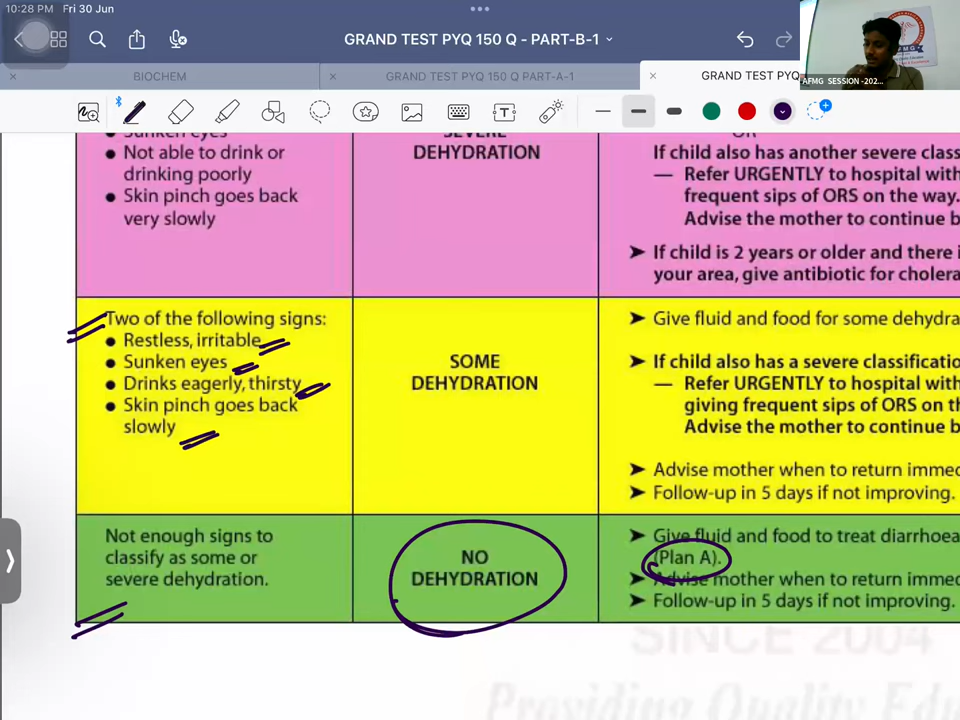 10:28 PM Fri 30 Jun
GRAND TEST PYQ 150 Q - PART-B-1
BIOCHEM
GRAND TEST PYQ 150 Q PART-A-1
GRAND TEST PYQ
AFMG SESSION -202...
Sunken eyes
Not able to drink or
drinking poorly
Skin pinch goes back
very slowly
SEVERE
DEHYDRATION
OR
If child also has another severe class
— Refer URGENTLY to hospital with
frequent sips of ORS on the way.
Advise the mother to continue b
If child is 2 years or older and there i
your area, give antibiotic for cholera
Two of the following signs:
Restless, irritable
Sunken eyes
Drinks eagerly, thirsty
Skin pinch goes back
slowly
SOME
DEHYDRATION
Give fluid and food for some dehydra
If child also has a severe classificatio
— Refer URGENTLY to hospital with
giving frequent sips of ORS on th
Advise the mother to continue b
Advise mother when to return immed
Follow-up in 5 days if not improving.
Not enough signs to
classify as some or
severe dehydration.
NO
DEHYDRATION
Give fluid and food to treat diarrhoea
(Plan A).
Advise mother when to return immed
Follow-up in 5 days if not improving.
SINCE 2004
Providing Quality Edu